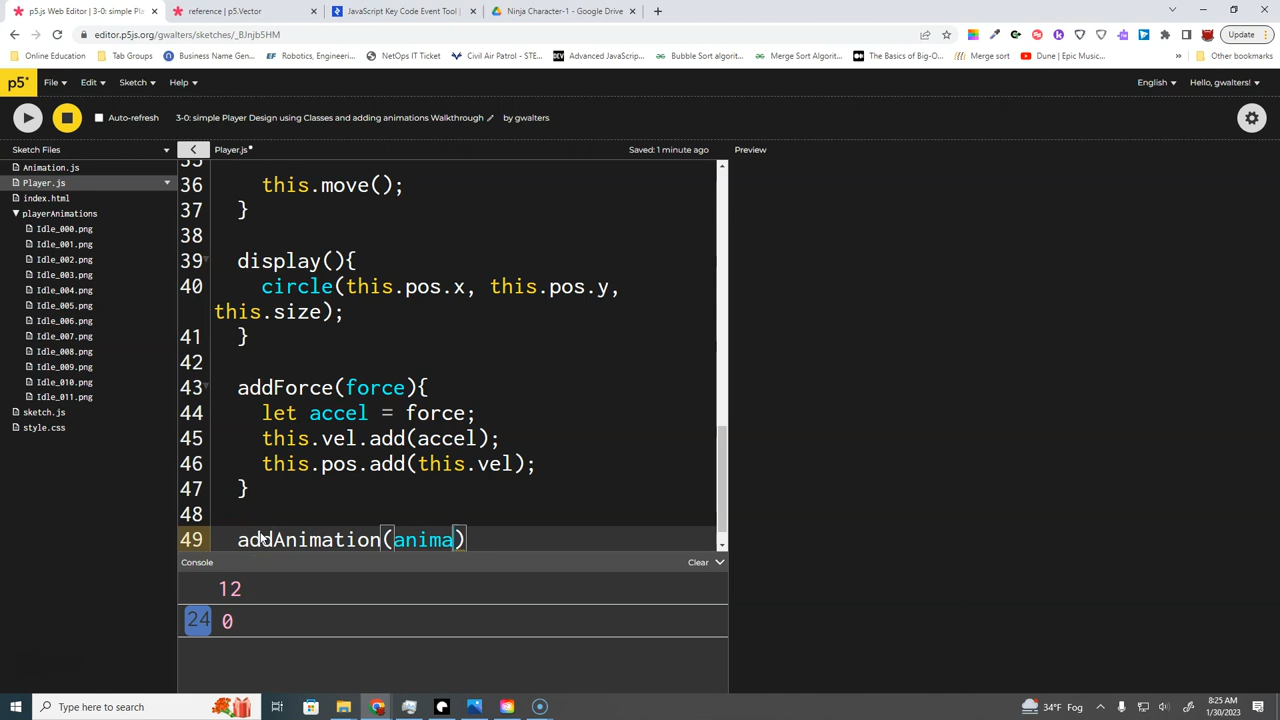 p5.js Web Editor | 3-0: simple Pla
reference | p5.Vector
JavaScript Key Code Event Tool |
Ninja Character-1 - Google Drive
editor.p5js.org/gwalters/sketches/_BJnjb5HM
Update
Online Education
Tab Groups
Business Name Gener...
Robotics, Engineeri...
NetOps IT Ticket
Civil Air Patrol - STE...
Advanced JavaScrip...
Bubble Sort algorit...
Merge Sort Algorit...
The Basics of Big-O...
Merge sort
Dune | Epic Music...
»
Other bookmarks
p5*
File
Edit
Sketch
Help
English
Hello, gwalters!
Auto-refresh
3-0: simple Player Design using Classes and adding animations Walkthrough
by gwalters
Sketch Files
Player.js
Saved: 1 minute ago
Preview
Animation.js
Player.js
index.html
playerAnimations
Idle_000.png
Idle_001.png
Idle_002.png
Idle_003.png
Idle_004.png
Idle_005.png
Idle_006.png
Idle_007.png
Idle_008.png
Idle_009.png
Idle_010.png
Idle_011.png
sketch.js
style.css
35
36 this.move();
37 }
38
39 display(){
40 circle(this.pos.x, this.pos.y,
this.size);
41 }
42
43 addForce(force){
44 let accel = force;
45 this.vel.add(accel);
46 this.pos.add(this.vel);
47 }
48
49 addAnimation(anima)
Console
Clear
12
24 0
Type here to search
34°F Fog
8:25 AM
1/30/2023